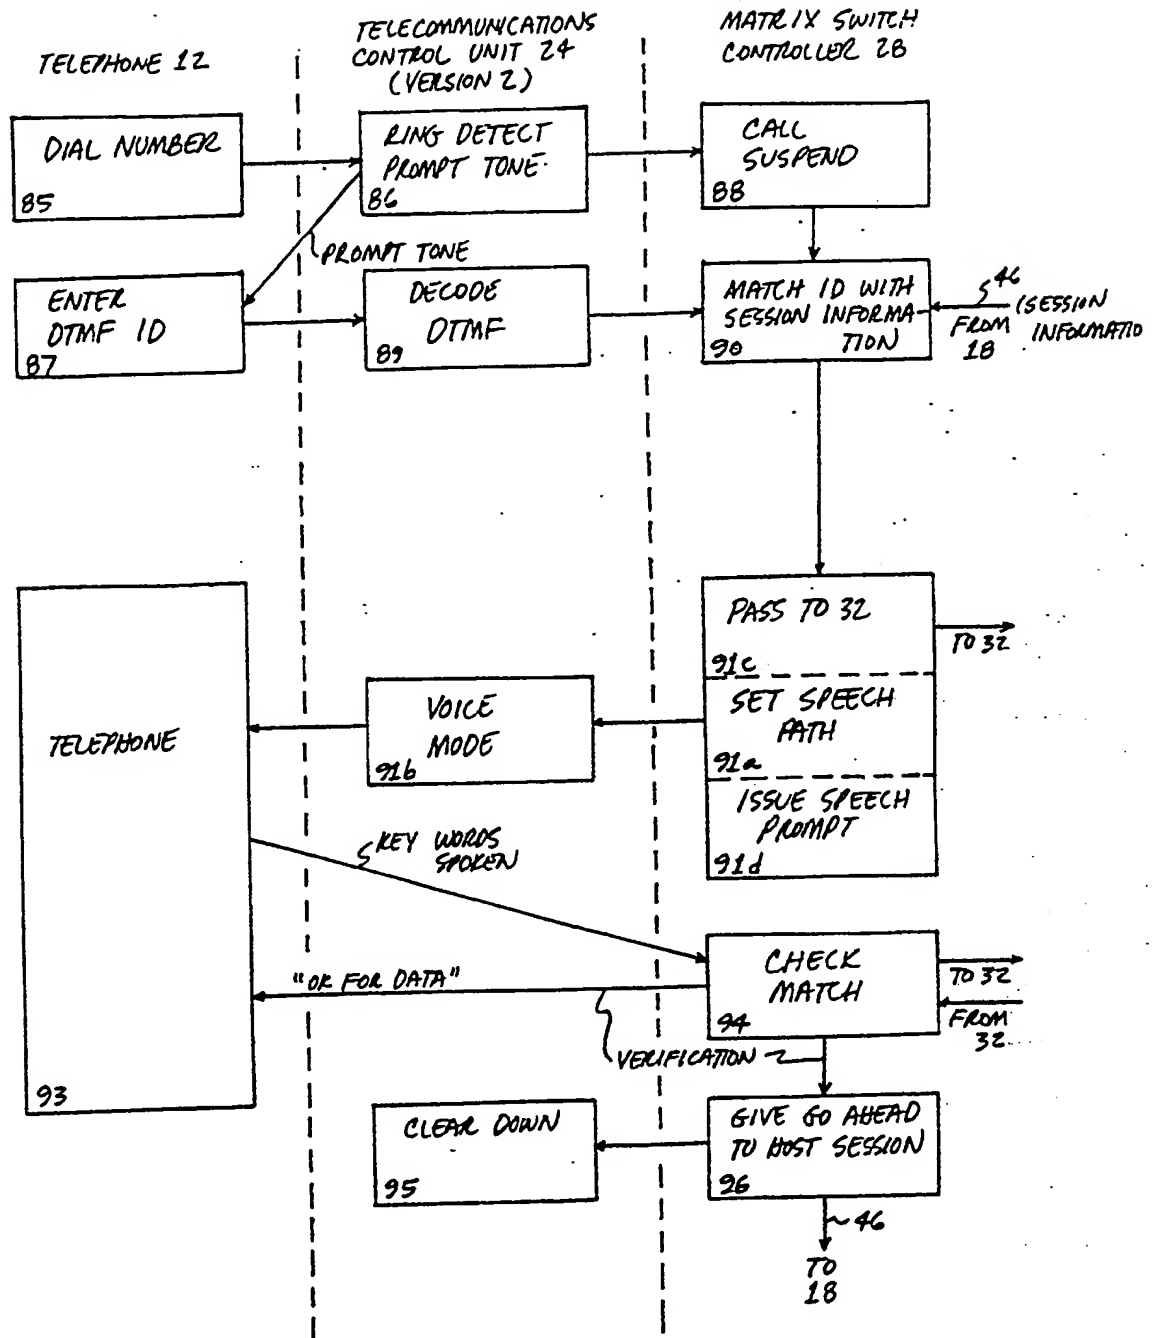 TELEPHONE 12
TELECOMMUNICATIONS
CONTROL UNIT 24
(VERSION 2)
MATRIX SWITCH
CONTROLLER 28
DIAL NUMBER
85
RING DETECT
PROMPT TONE
86
CALL
SUSPEND
88
PROMPT TONE
ENTER
DTMF ID
87
DECODE
DTMF
89
MATCH ID WITH
SESSION INFORMA-
TION
90
46
FROM
18
(SESSION
INFORMATIO
PASS TO 32
91c
TO 32
SET SPEECH
PATH
91a
ISSUE SPEECH
PROMPT
91d
VOICE
MODE
91b
TELEPHONE
93
KEY WORDS
SPOKEN
CHECK
MATCH
94
TO 32
FROM
32
"OK FOR DATA"
VERIFICATION
CLEAR DOWN
95
GIVE GO AHEAD
TO HOST SESSION
96
46
TO
18